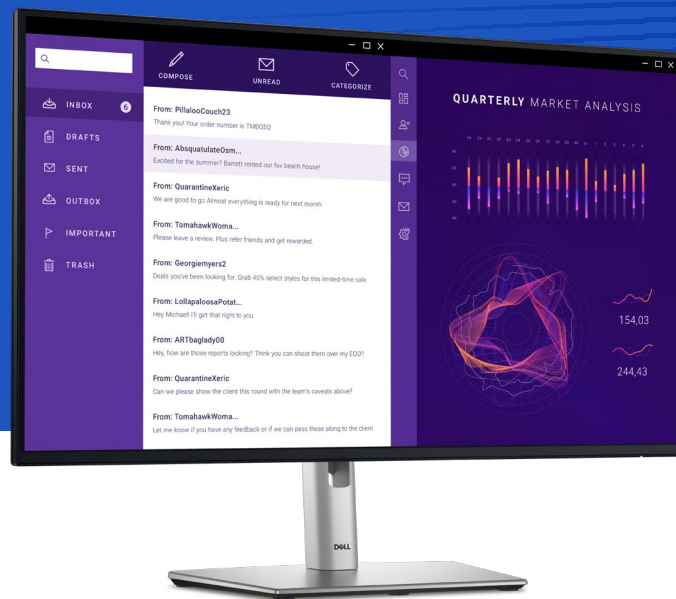 COMPOSE
UNREAD
CATEGORIZE
INBOX 6
DRAFTS
SENT
OUTBOX
IMPORTANT
TRASH
From: PillalooCouch23
Thank you! Your order number is TMBQ5Q
From: AbsquatulateOsm...
Excited for the summer? Barrett rented our fav beach house!
From: QuarantineXeric
We are good to go Almost everything is ready for next month
From: TomahawkWoma...
Please leave a review. Plus refer friends and get rewarded.
From: Georgiemyers2
Deals you've been looking for. Grab 40% select styles for this limited-time sale.
From: LollapaloosaPotat...
Hey Michael! I'll get that right to you.
From: ARTbaglady00
Hey, how are those reports looking? Think you can shoot them over my EOD?
From: QuarantineXeric
Can we please show the client this round with the team's caveats above?
From: TomahawkWoma...
Let me know if you have any feedback or if we can pass these along to the client
QUARTERLY MARKET ANALYSIS
154,03
244,43
DELL